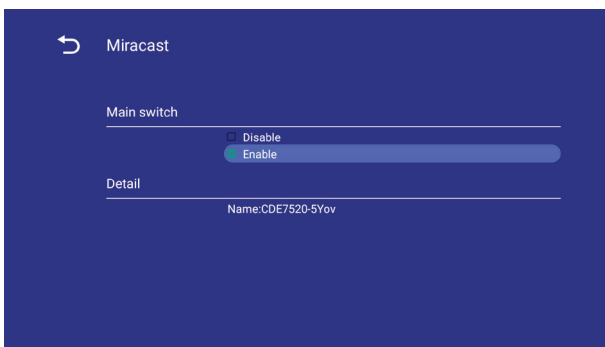 Miracast
Main switch
Disable
Enable
Detail
Name:CDE7520-5Yov